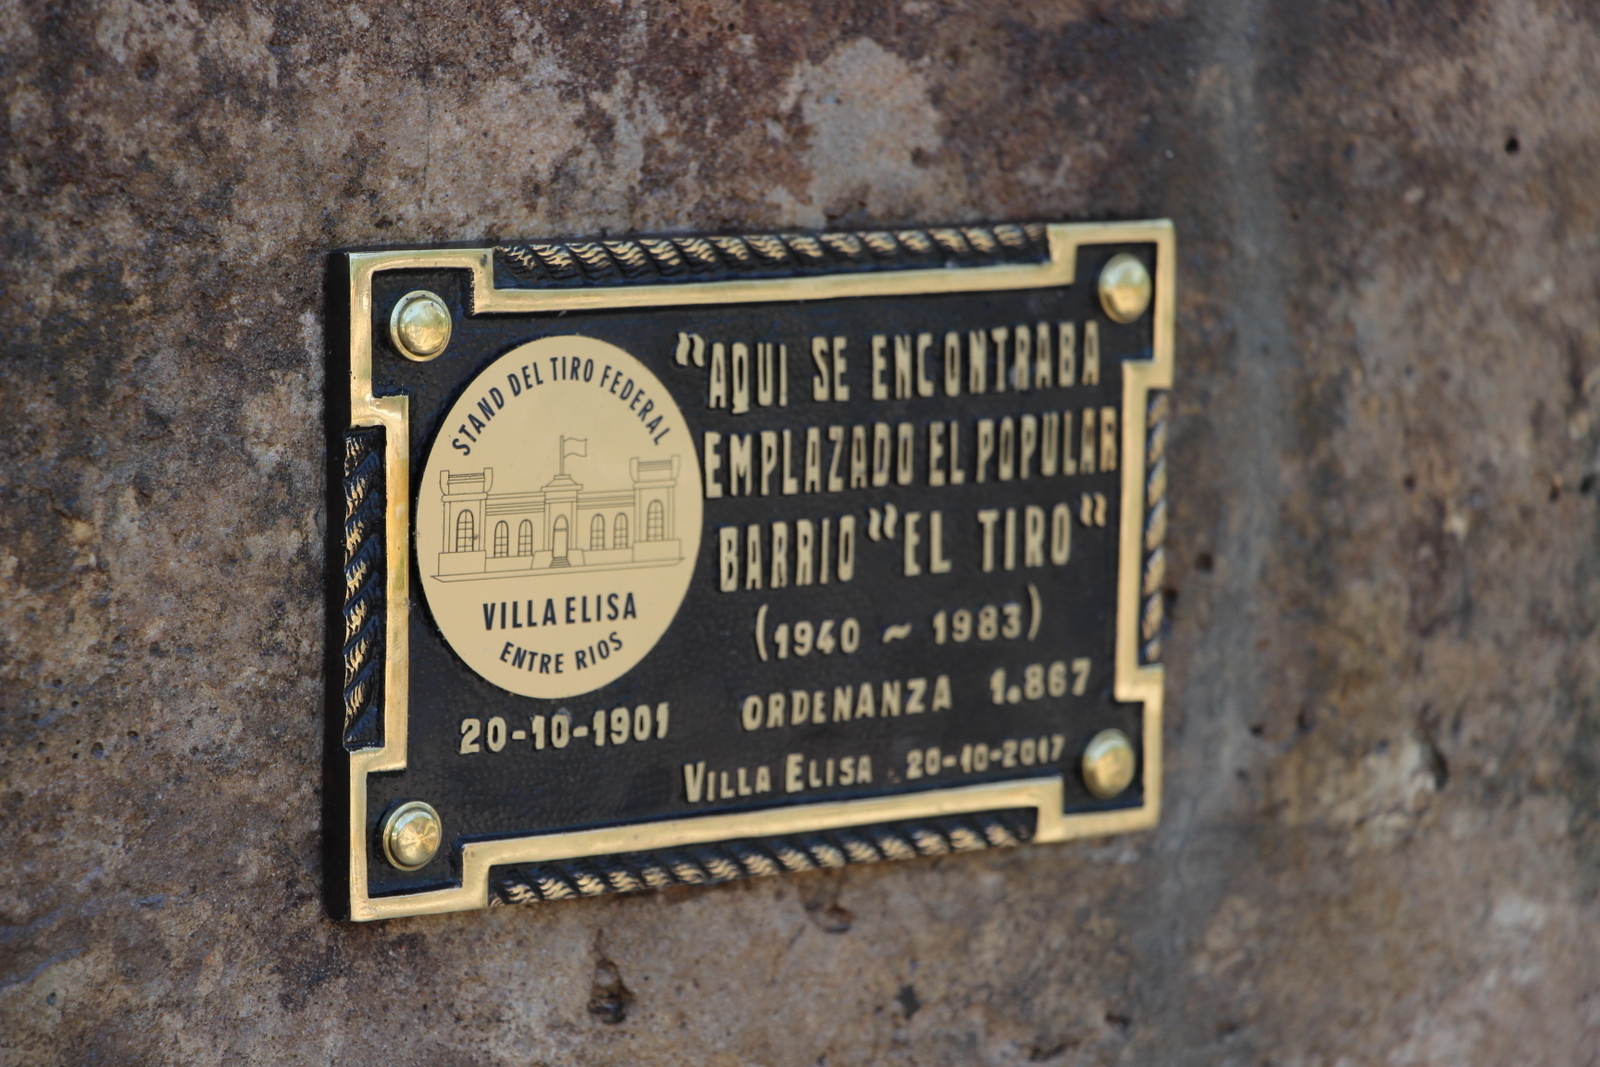 STAND DEL TIRO FEDERAL
VILLA ELISA
ENTRE RIOS
20-10-1901
"AQUI SE ENCONTRABA
EMPLAZADO EL POPULAR
BARRIO "EL TIRO"
(1940 ~ 1983)
ORDENANZA 1.867
VILLA ELISA 20-10-2017